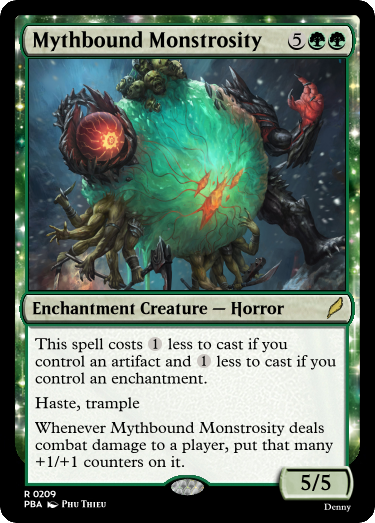 Mythbound Monstrosity 5
Enchantment Creature — Horror
This spell costs 1 less to cast if you
control an artifact and 1 less to cast if you
control an enchantment.
Haste, trample
Whenever Mythbound Monstrosity deals
combat damage to a player, put that many
+1/+1 counters on it.
5/5
R 0209
PBA Phu Thieu
Denny